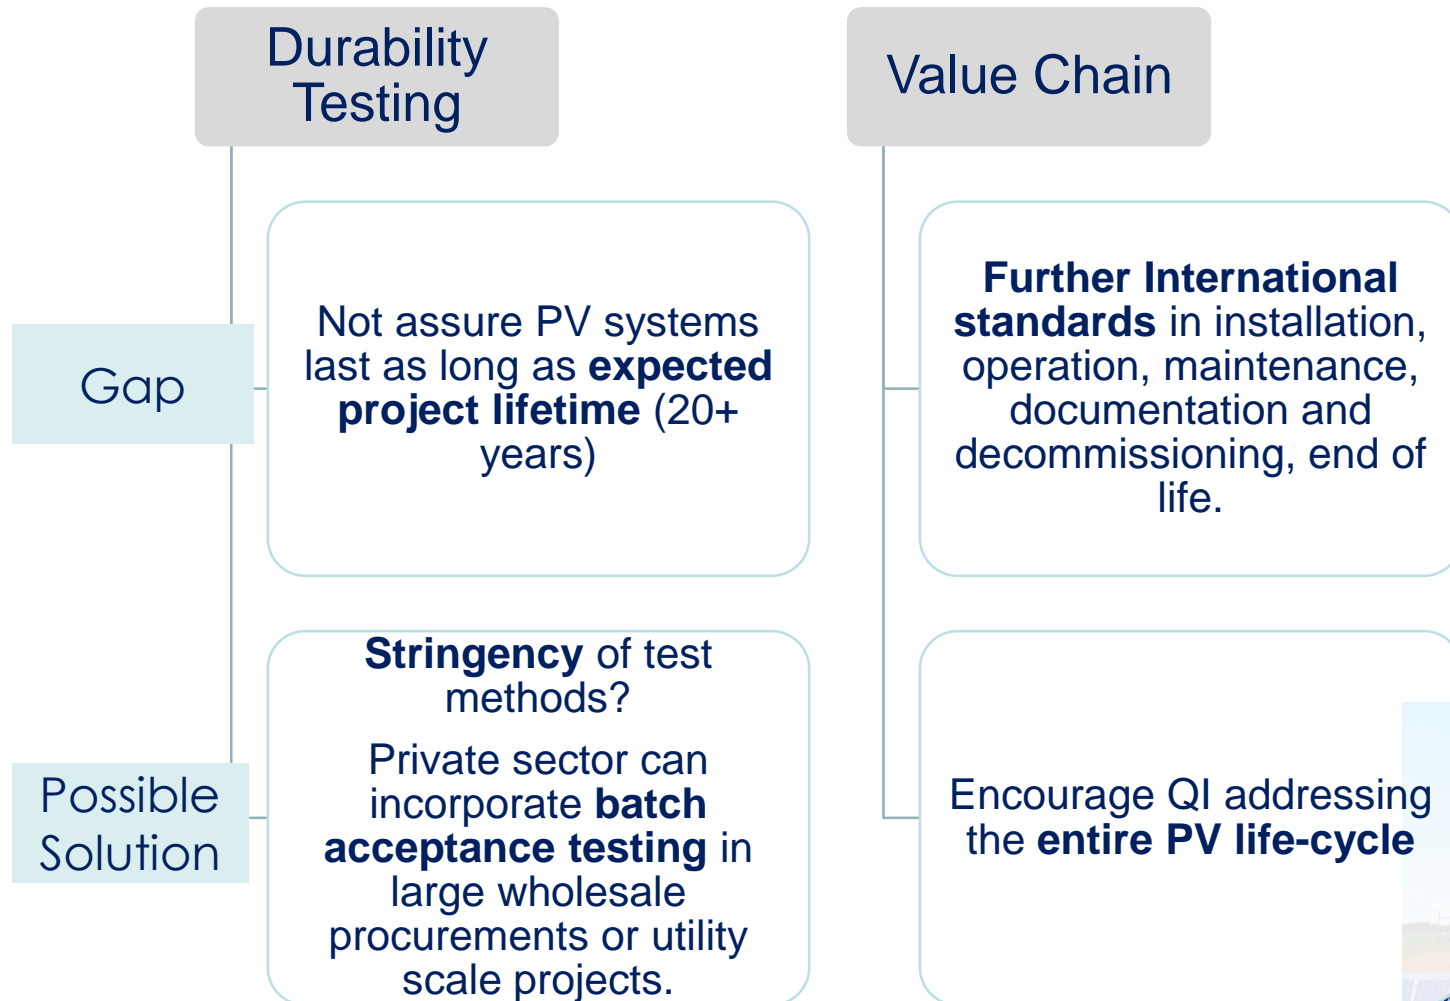 Durability
Testing
Value Chain
Gap
Not assure PV systems
last as long as expected
project lifetime (20+
years)
Further International
standards in installation,
operation, maintenance,
documentation and
decommissioning, end of
life.
Possible
Solution
Stringency of test
methods?
Private sector can
incorporate batch
acceptance testing in
large wholesale
procurements or utility
scale projects.
Encourage QI addressing
the entire PV life-cycle